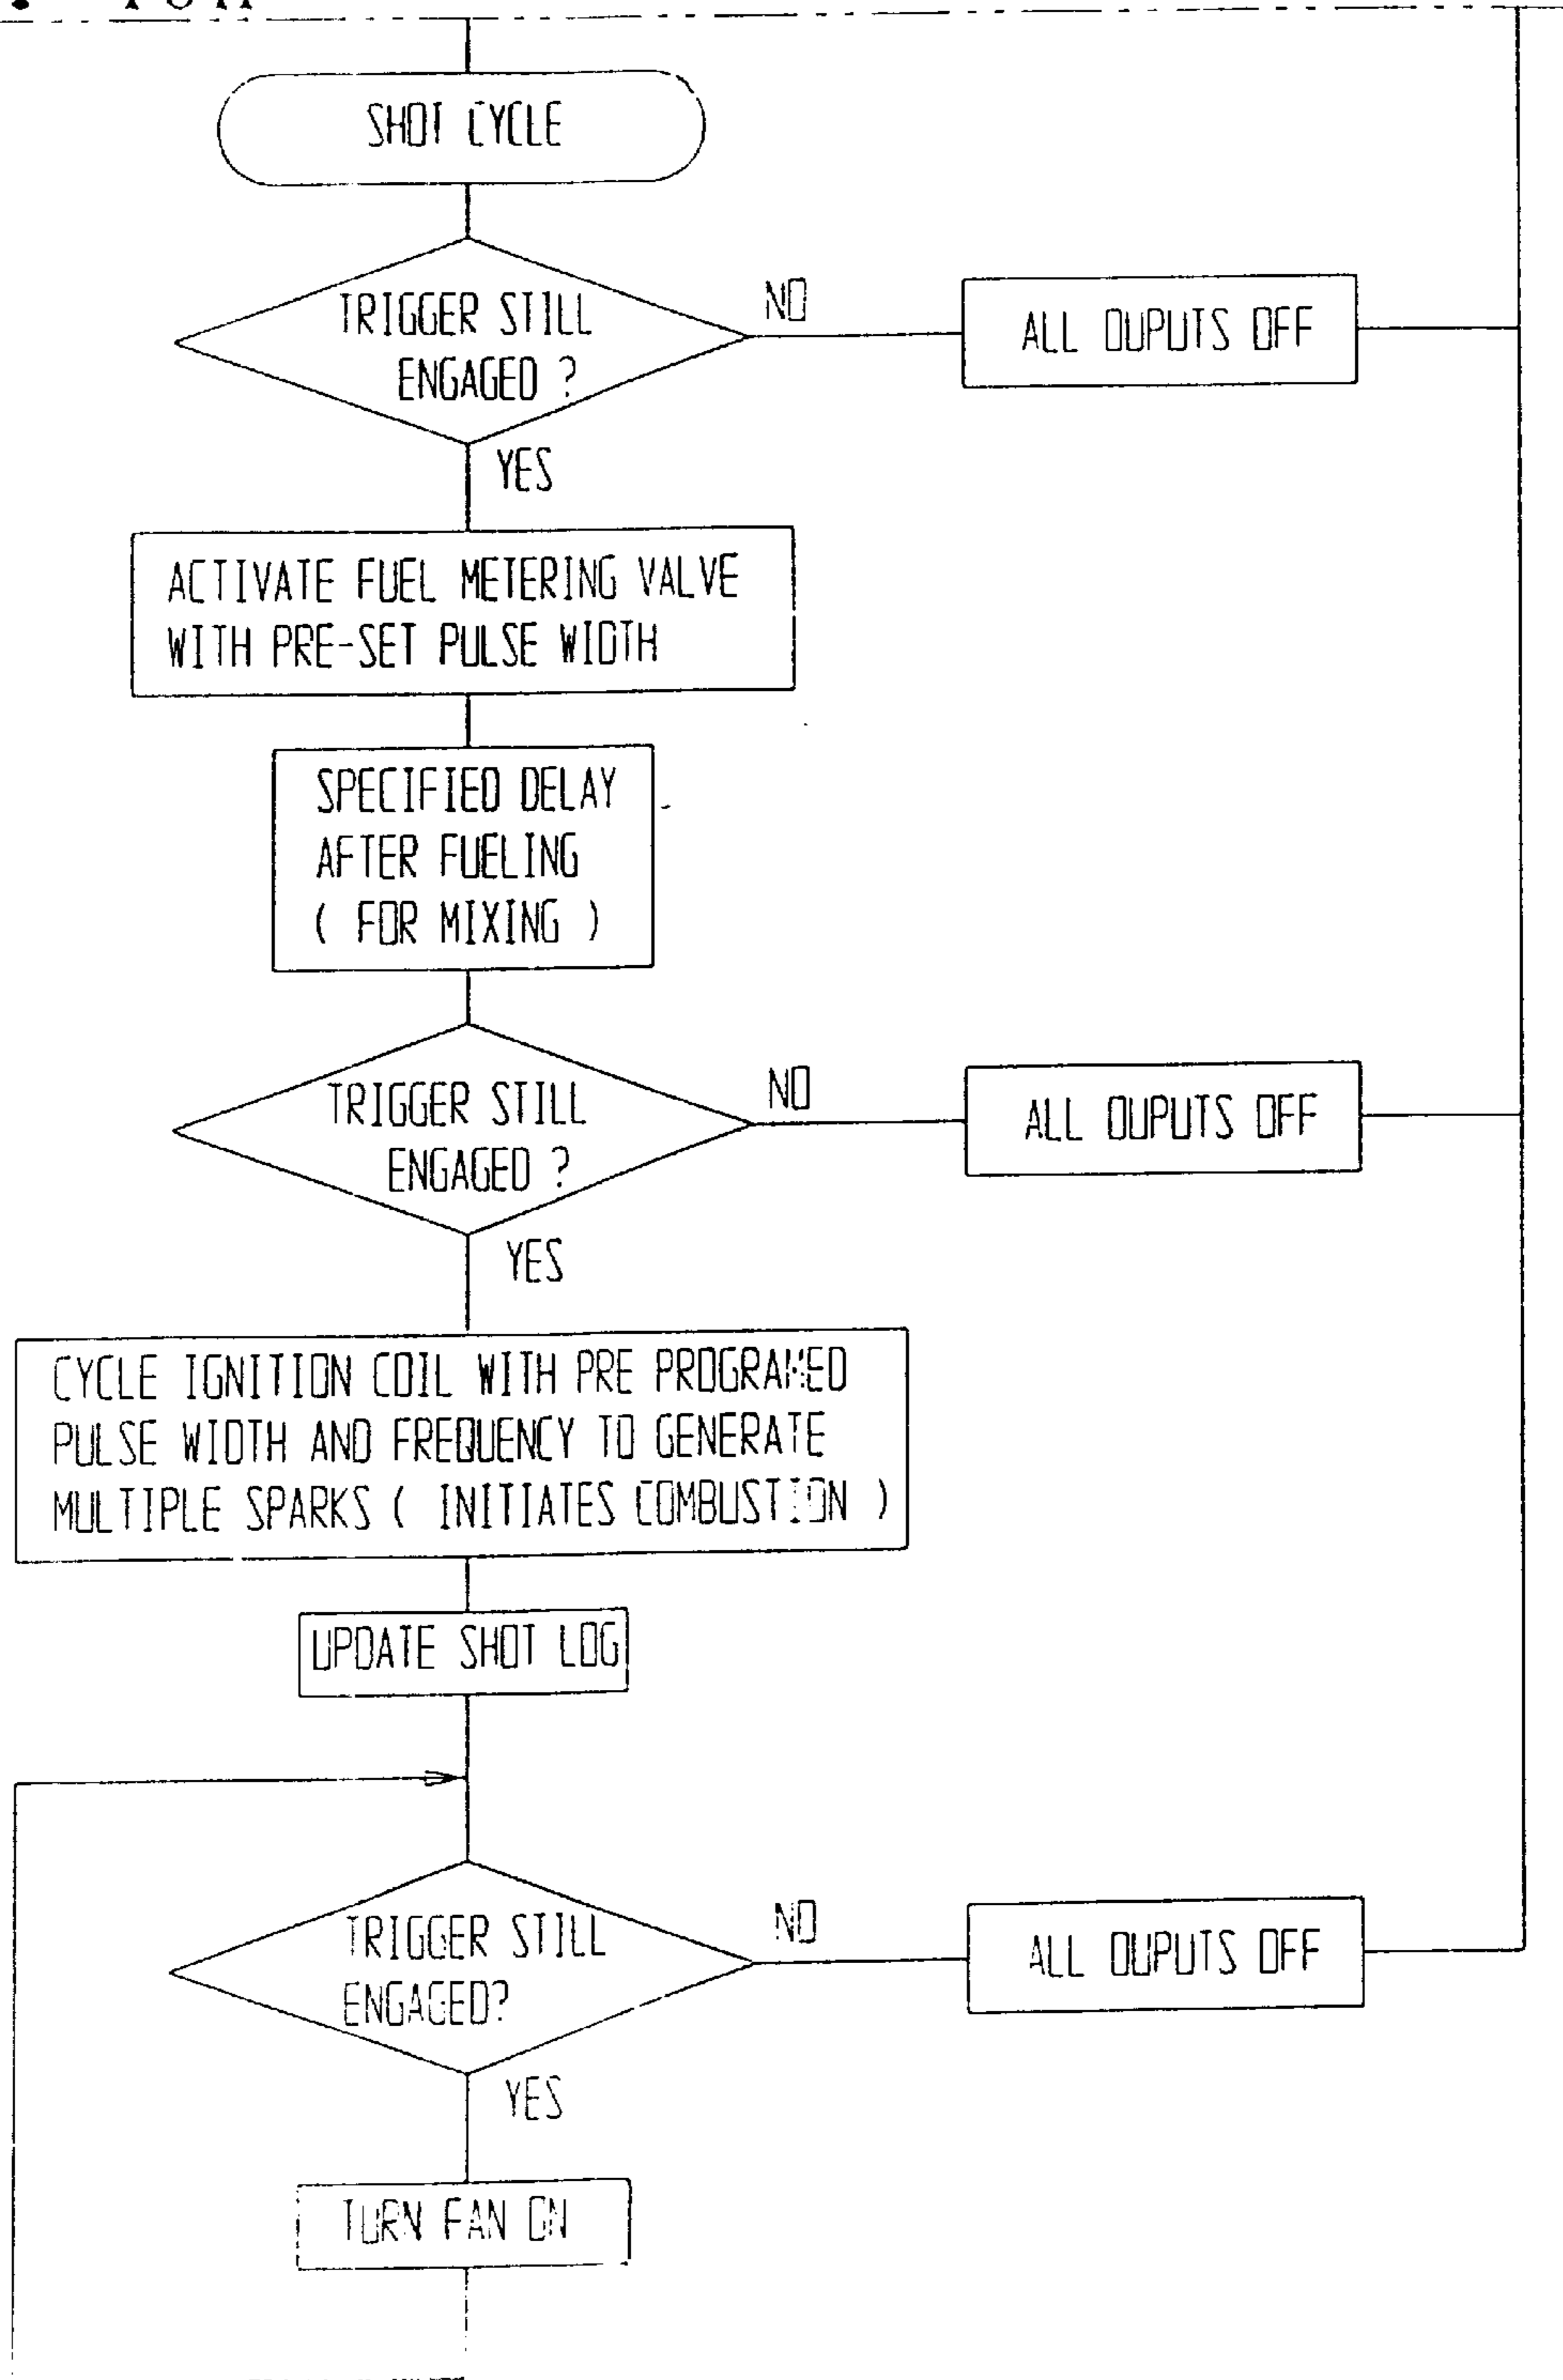 SHOT CYCLE
TRIGGER STILL
ENGAGED ?
NO
ALL OUPUTS OFF
YES
ACTIVATE FUEL METERING VALVE
WITH PRE-SET PULSE WIDTH
SPECIFIED DELAY
AFTER FUELING
( FOR MIXING )
TRIGGER STILL
ENGAGED ?
NO
ALL OUPUTS OFF
YES
CYCLE IGNITION COIL WITH PRE PROGRAMED
PULSE WIDTH AND FREQUENCY TO GENERATE
MULTIPLE SPARKS ( INITIATES COMBUSTION )
UPDATE SHOT LOG
TRIGGER STILL
ENGAGED?
NO
ALL OUPUTS OFF
YES
TURN FAN ON